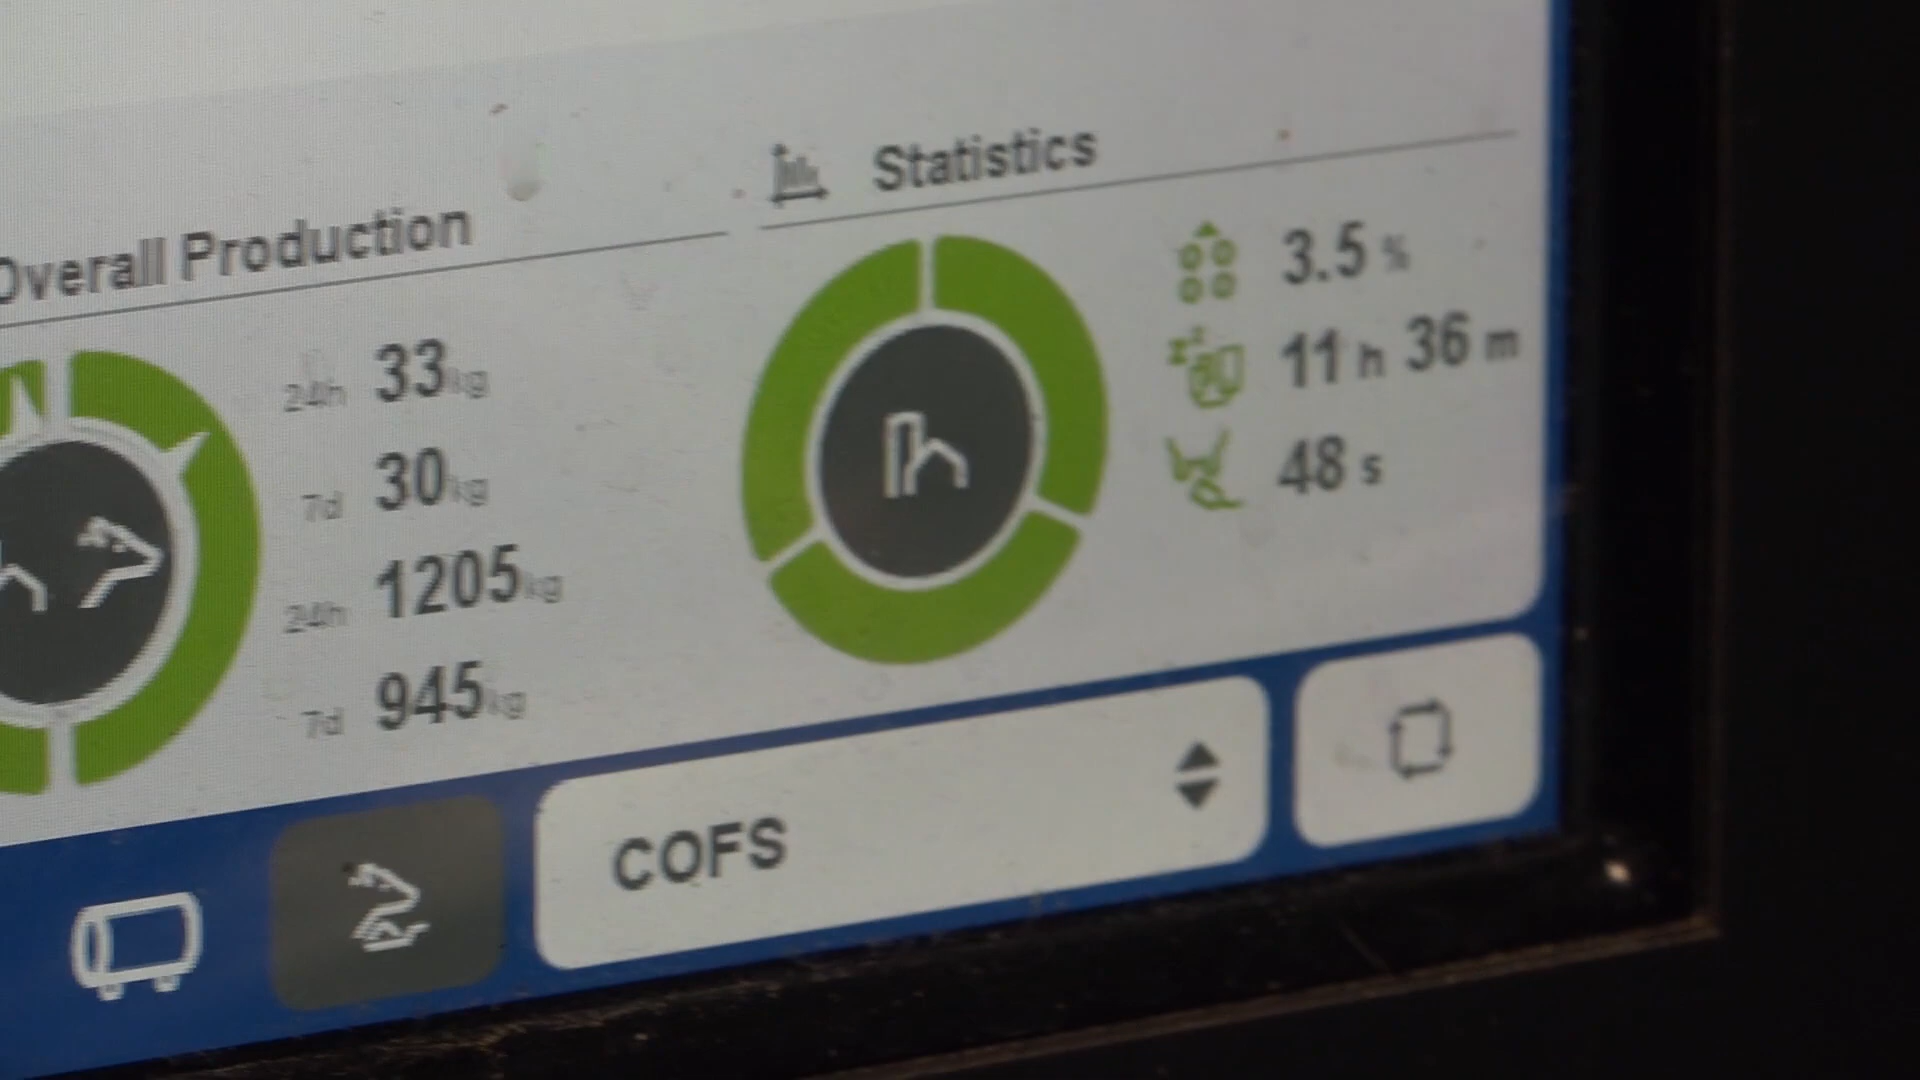 Overall Production
24h 33 kg
7d 30 kg
24h 1205 kg
7d 945 kg
Statistics
3.5 %
11 h 36 m
48 s
COFS